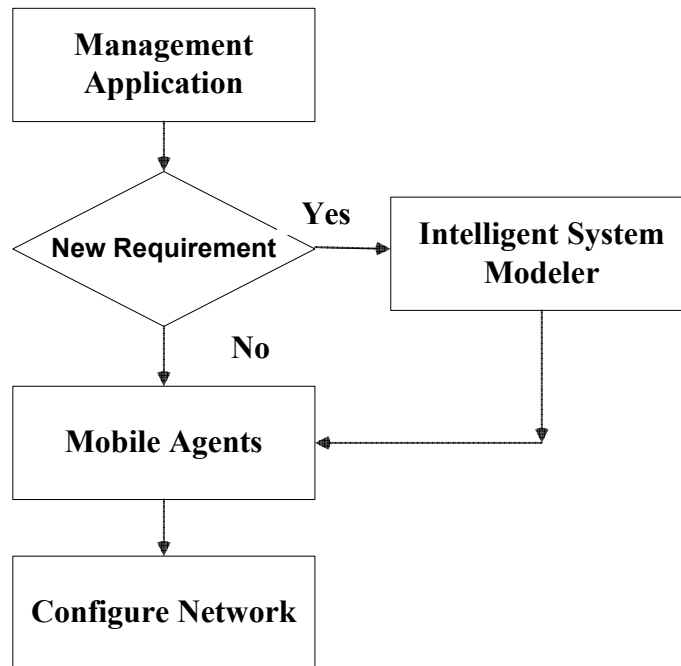 Management
Application
Yes
New Requirement
Intelligent System
Modeler
No
Mobile Agents
Configure Network